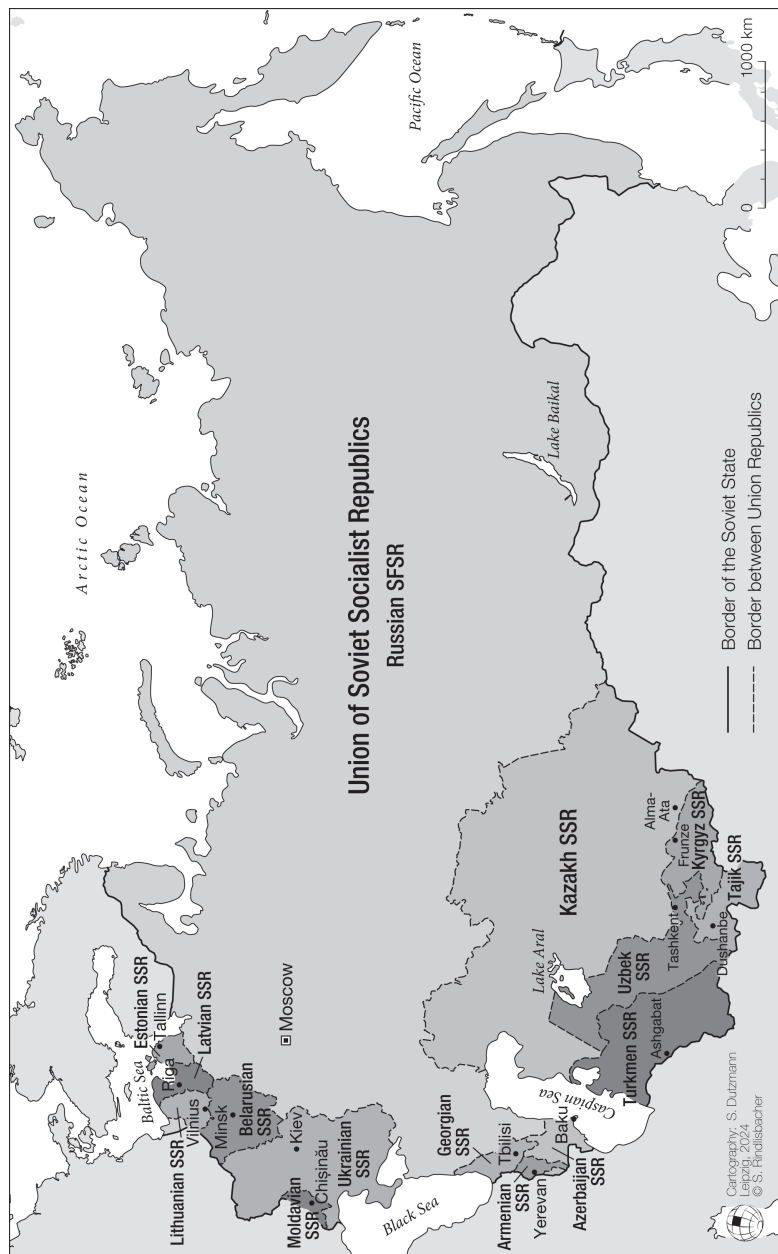 Arctic Ocean
Pacific Ocean
Union of Soviet Socialist Republics
Russian SFSR
Baltic Sea
Estonian SSR
Tallinn
Riga
Latvian SSR
Lithuanian SSR
Vilnius
Minsk
Belarusian
SSR
Moscow
Kiev
Ukrainian
SSR
Moldavian
SSR
Chișinău
Black Sea
Georgian
SSR
Tbilisi
Armenian
SSR
Yerevan
Azerbaijan
SSR
Baku
Caspian Sea
Lake Aral
Kazakh SSR
Lake Baikal
Uzbek
SSR
Turkmen SSR
Ashgabat
Tashkent
Dushanbe
Tajik SSR
Frunze
Kyrgyz SSR
Alma-
Ata
Border of the Soviet State
Border between Union Republics
0 1000 km
Cartography: S. Dutzmann
Leipzig, 2024
© S. Rindlisbacher